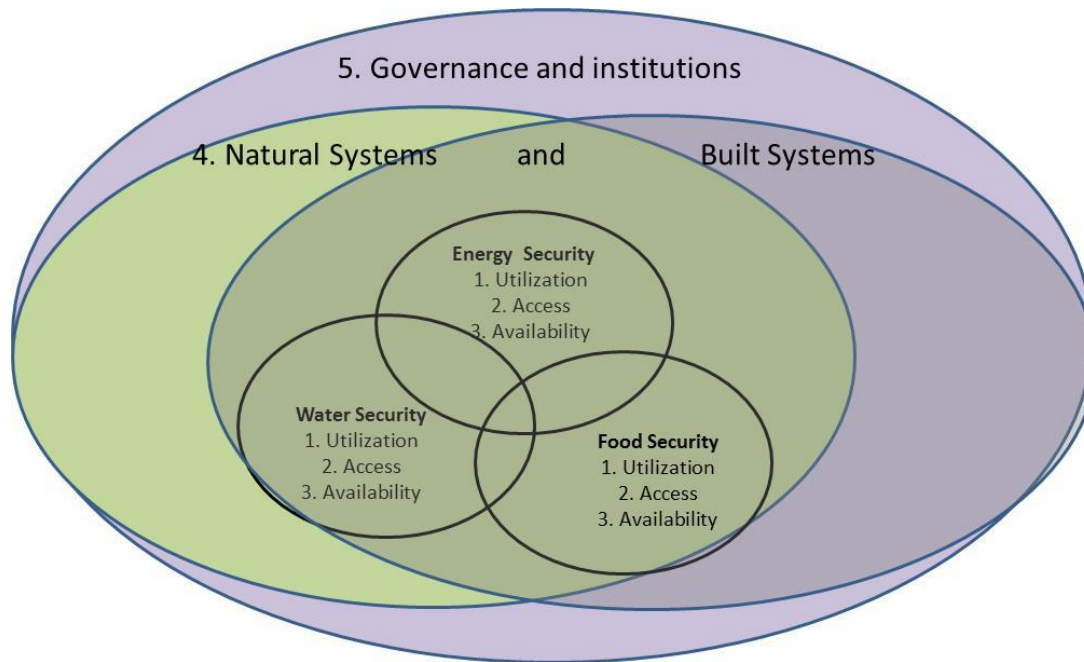 5. Governance and institutions
4. Natural Systems and Built Systems
Energy Security
1. Utilization
2. Access
3. Availability
Water Security
1. Utilization
2. Access
3. Availability
Food Security
1. Utilization
2. Access
3. Availability